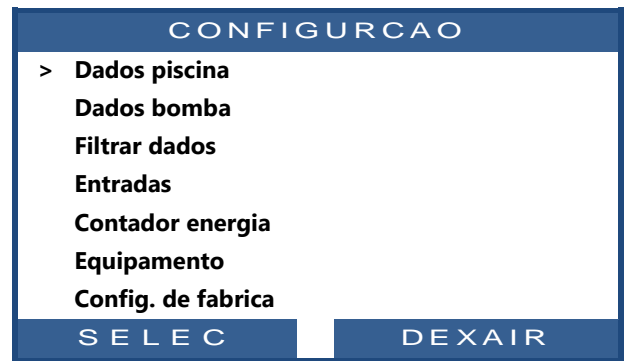 CONFIGURCAO
> Dados piscina
Dados bomba
Filtrar dados
Entradas
Contador energia
Equipamento
Config. de fabrica
SELEC DEXAIR